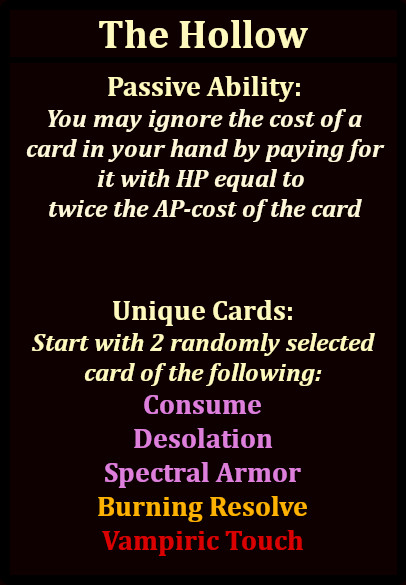 The Hollow
Passive Ability:
You may ignore the cost of a
card in your hand by paying for
it with HP equal to
twice the AP-cost of the card
Unique Cards:
Start with 2 randomly selected
card of the following:
Consume
Desolation
Spectral Armor
Burning Resolve
Vampiric Touch